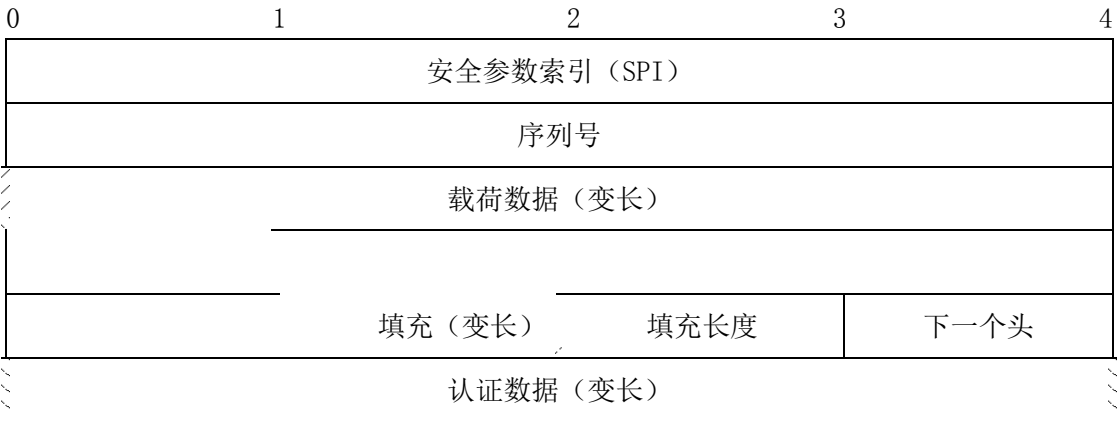 0 1 2 3 4
安全参数索引（SPI）
序列号
载荷数据（变长）
填充（变长） 填充长度 下一个头
认证数据（变长）